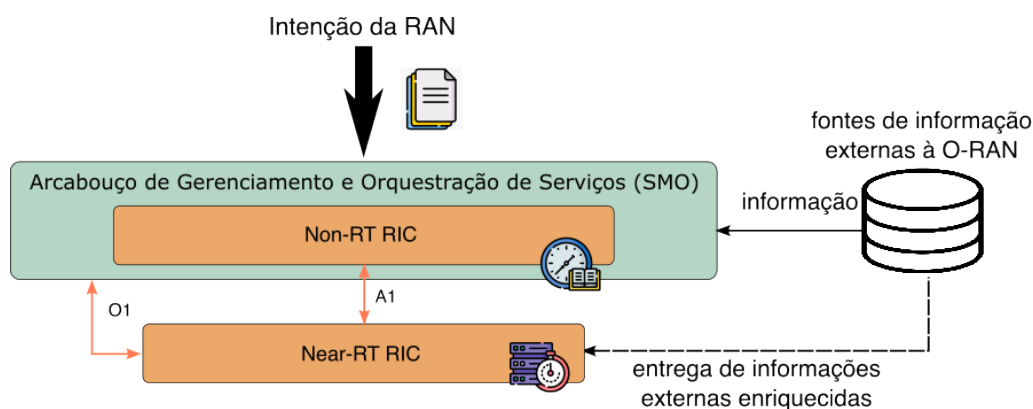 Intenção da RAN
fontes de informação
externas à O-RAN
Arcabouço de Gerenciamento e Orquestração de Serviços (SMO)
informação
Non-RT RIC
O1
A1
Near-RT RIC
entrega de informações
externas enriquecidas